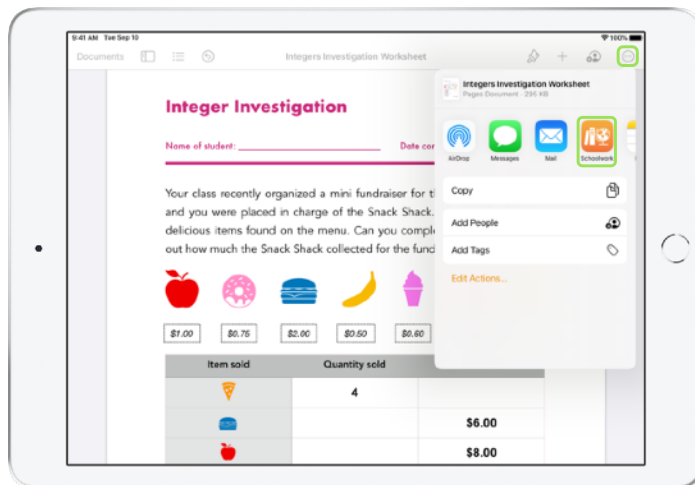 9:41 AM Tue Sep 10
100%
Documents
Integers Investigation Worksheet
Integers Investigation Worksheet
Pages Document · 295 KB
AirDrop
Messages
Mail
Schoolwork
Copy
Add People
Add Tags
Edit Actions...
Integer Investigation
Name of student:
Date cor
Your class recently organized a mini fundraiser for t
and you were placed in charge of the Snack Shack.
delicious items found on the menu. Can you compl
out how much the Snack Shack collected for the fund
$1.00
$0.75
$2.00
$0.50
$0.60
Item sold
Quantity sold
4
$6.00
$8.00